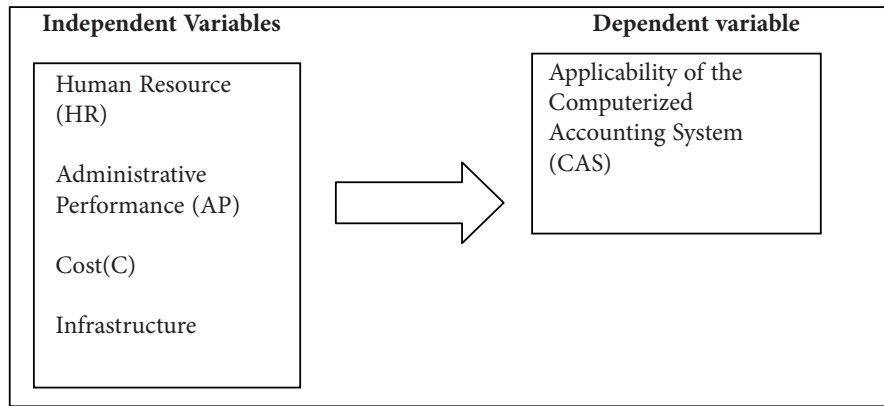 Independent Variables
Human Resource
(HR)
Administrative
Performance (AP)
Cost(C)
Infrastructure
Dependent variable
Applicability of the
Computerized
Accounting System
(CAS)